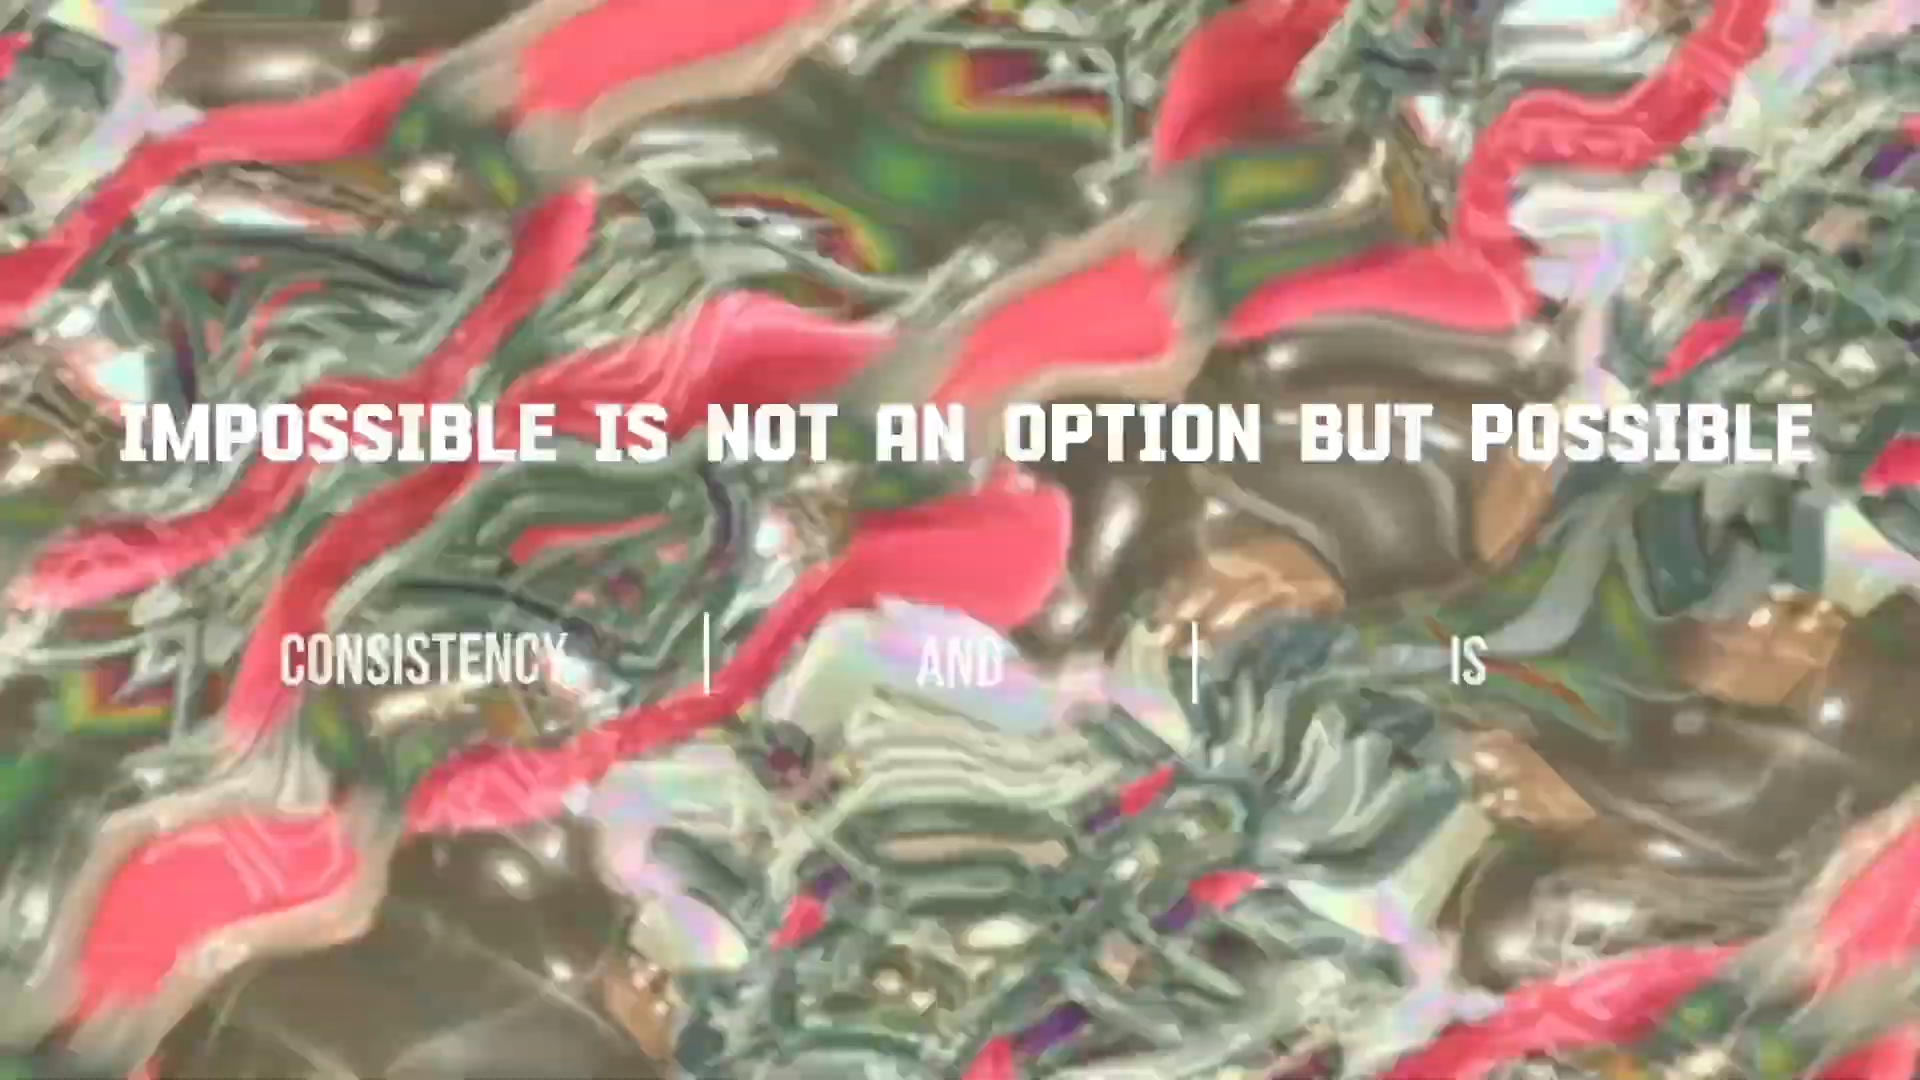 IMPOSSIBLE IS NOT AN OPTION BUT POSSIBLE
CONSISTENCY | AND | IS